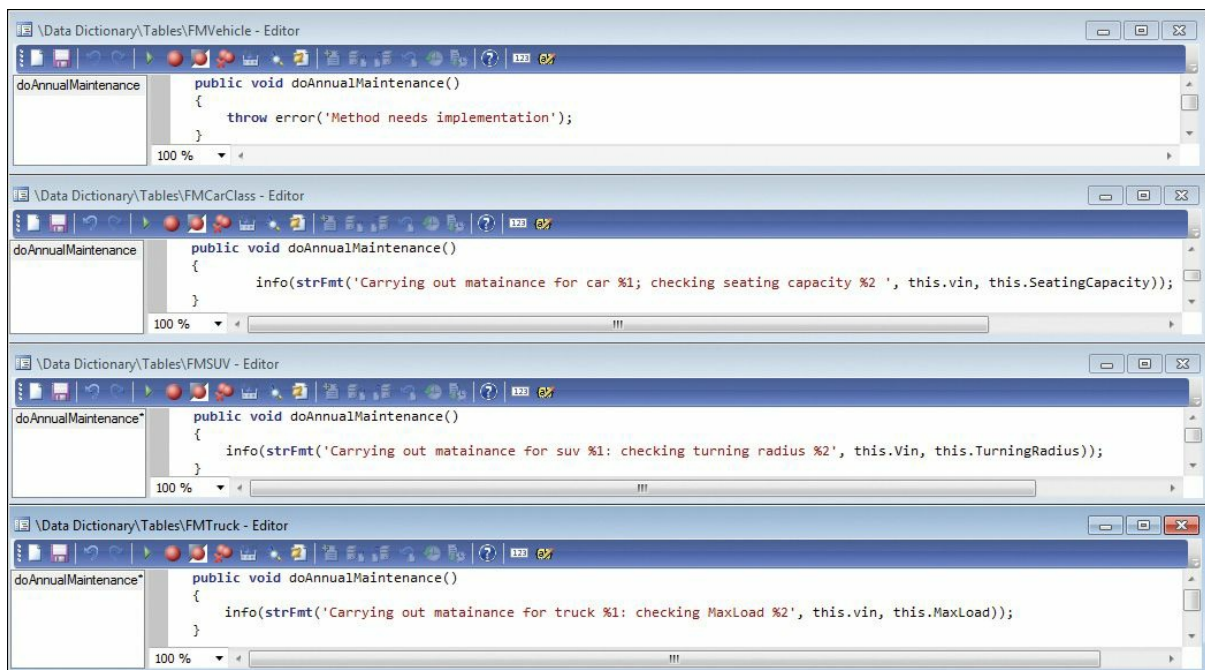 \Data Dictionary\Tables\FMVehicle - Editor
123
doAnnualMaintenance
public void doAnnualMaintenance()
{
throw error('Method needs implementation');
}
100 %
\Data Dictionary\Tables\FMCarClass - Editor
123
doAnnualMaintenance
public void doAnnualMaintenance()
{
info(strFmt('Carrying out matainance for car %1; checking seating capacity %2 ', this.vin, this.SeatingCapacity));
}
100 %
\Data Dictionary\Tables\FMSUV - Editor
123
doAnnualMaintenance*
public void doAnnualMaintenance()
{
info(strFmt('Carrying out matainance for suv %1: checking turning radius %2', this.Vin, this.TurningRadius));
}
100 %
\Data Dictionary\Tables\FMTruck - Editor
123
doAnnualMaintenance*
public void doAnnualMaintenance()
{
info(strFmt('Carrying out matainance for truck %1: checking MaxLoad %2', this.vin, this.MaxLoad));
}
100 %